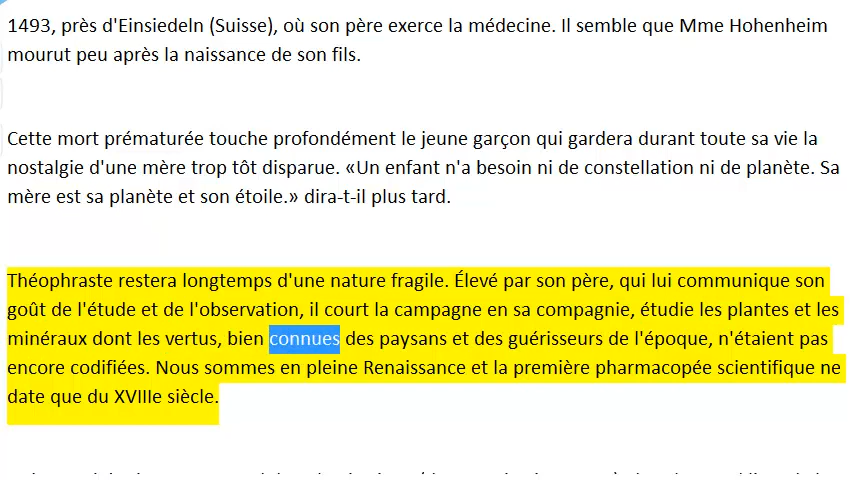 1493, près d'Einsiedeln (Suisse), où son père exerce la médecine. Il semble que Mme Hohenheim
mourut peu après la naissance de son fils.
Cette mort prématurée touche profondément le jeune garçon qui gardera durant toute sa vie la
nostalgie d'une mère trop tôt disparue. «Un enfant n'a besoin ni de constellation ni de planète. Sa
mère est sa planète et son étoile.» dira-t-il plus tard.
Théophraste restera longtemps d'une nature fragile. Élevé par son père, qui lui communique son
goût de l'étude et de l'observation, il court la campagne en sa compagnie, étudie les plantes et les
minéraux dont les vertus, bien connues des paysans et des guérisseurs de l'époque, n'étaient pas
encore codifiées. Nous sommes en pleine Renaissance et la première pharmacopée scientifique ne
date que du XVIIIe siècle.